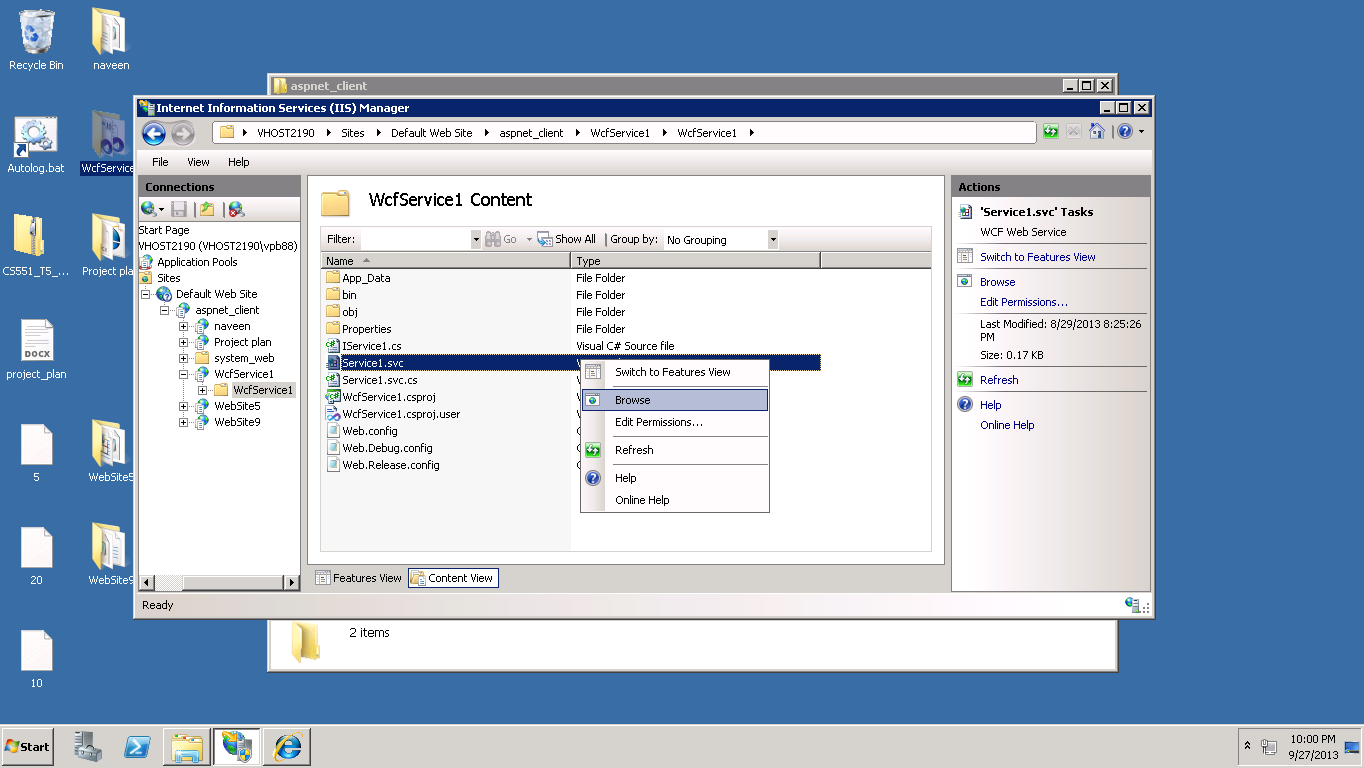 Recycle Bin
naveen
Autolog.bat
WcfService
CS551_T5_...
Project pla
project_plan
5
WebSite5
20
WebSite9
10
aspnet_client
Internet Information Services (IIS) Manager
VHOST2190 Sites Default Web Site aspnet_client WcfService1 WcfService1
File View Help
Connections
Start Page
VHOST2190 (VHOST2190\vpb88)
Application Pools
Sites
Default Web Site
aspnet_client
naveen
Project plan
system_web
WcfService1
WcfService1
WebSite5
WebSite9
WcfService1 Content
Filter: Go Show All Group by: No Grouping
Name Type
App_Data File Folder
bin File Folder
obj File Folder
Properties File Folder
IService1.cs Visual C# Source file
Service1.svc
Service1.svc.cs
WcfService1.csproj
WcfService1.csproj.user
Web.config
Web.Debug.config
Web.Release.config
Switch to Features View
Browse
Edit Permissions...
Refresh
Help
Online Help
Features View Content View
Actions
'Service1.svc' Tasks
WCF Web Service
Switch to Features View
Browse
Edit Permissions...
Last Modified: 8/29/2013 8:25:26
PM
Size: 0.17 KB
Refresh
Help
Online Help
Ready
2 items
Start
10:00 PM
9/27/2013